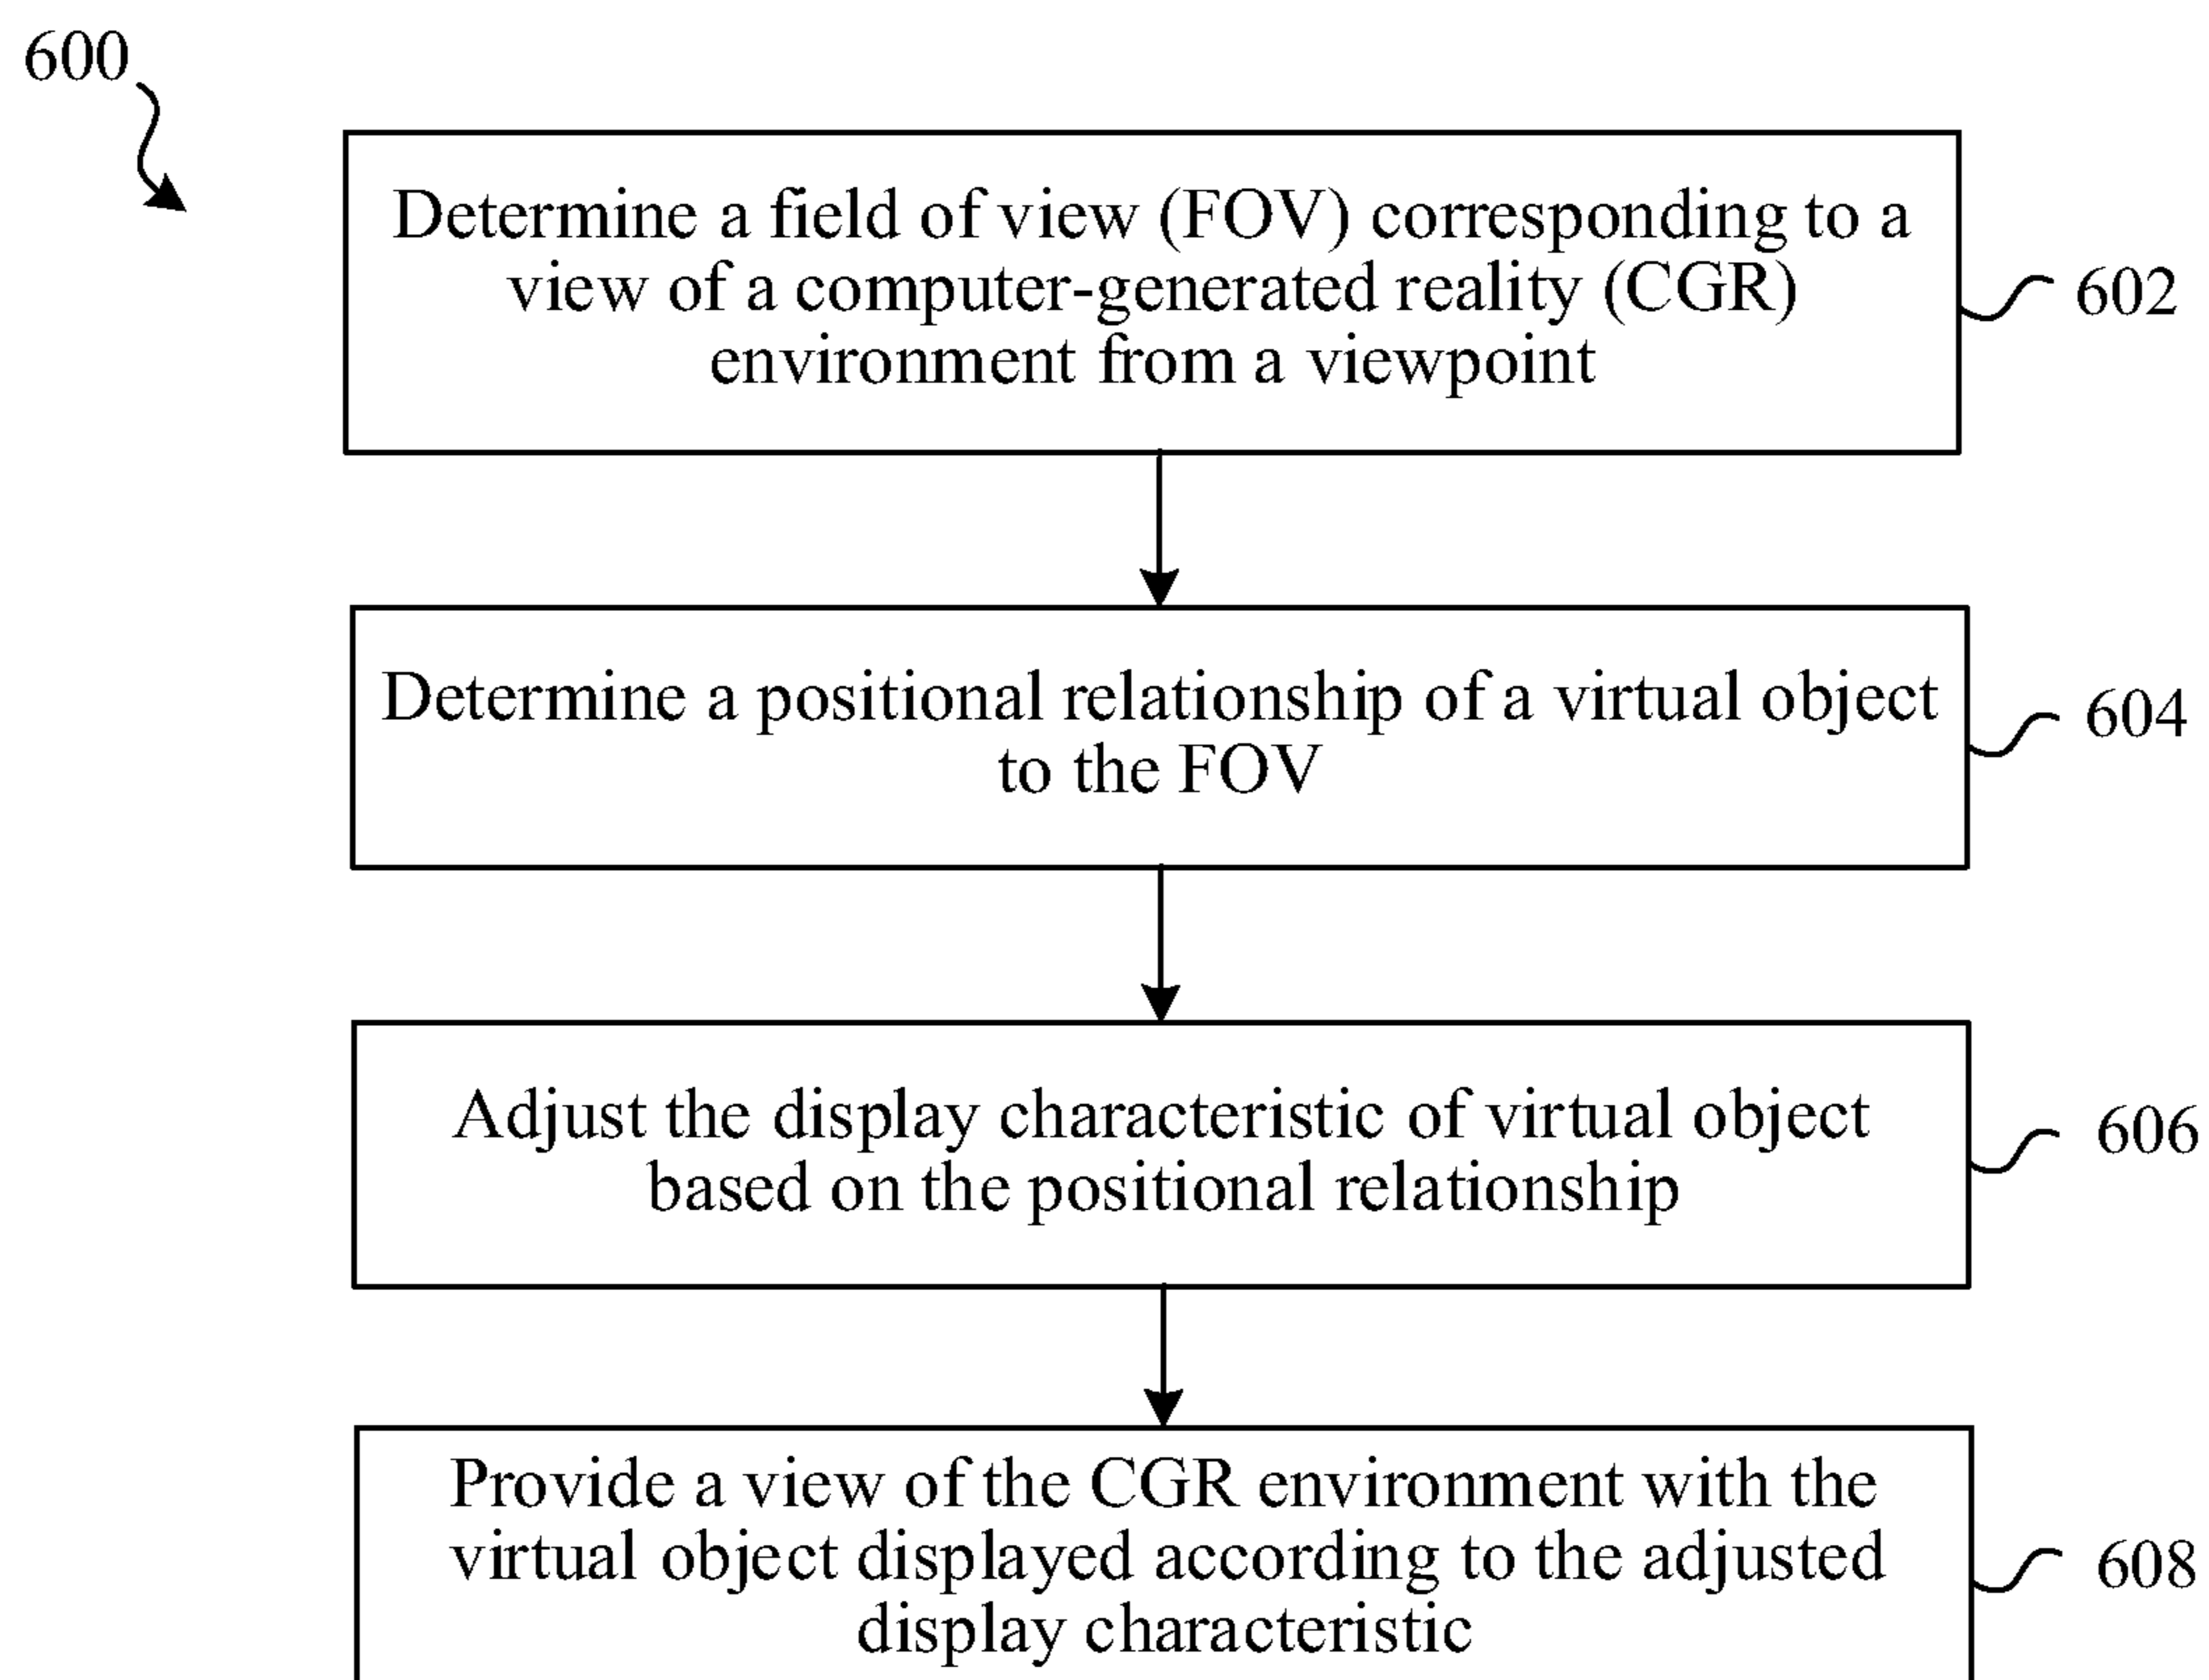 600
Determine a field of view (FOV) corresponding to a
view of a computer-generated reality (CGR)
environment from a viewpoint
602
Determine a positional relationship of a virtual object
to the FOV
604
Adjust the display characteristic of virtual object
based on the positional relationship
606
Provide a view of the CGR environment with the
virtual object displayed according to the adjusted
display characteristic
608